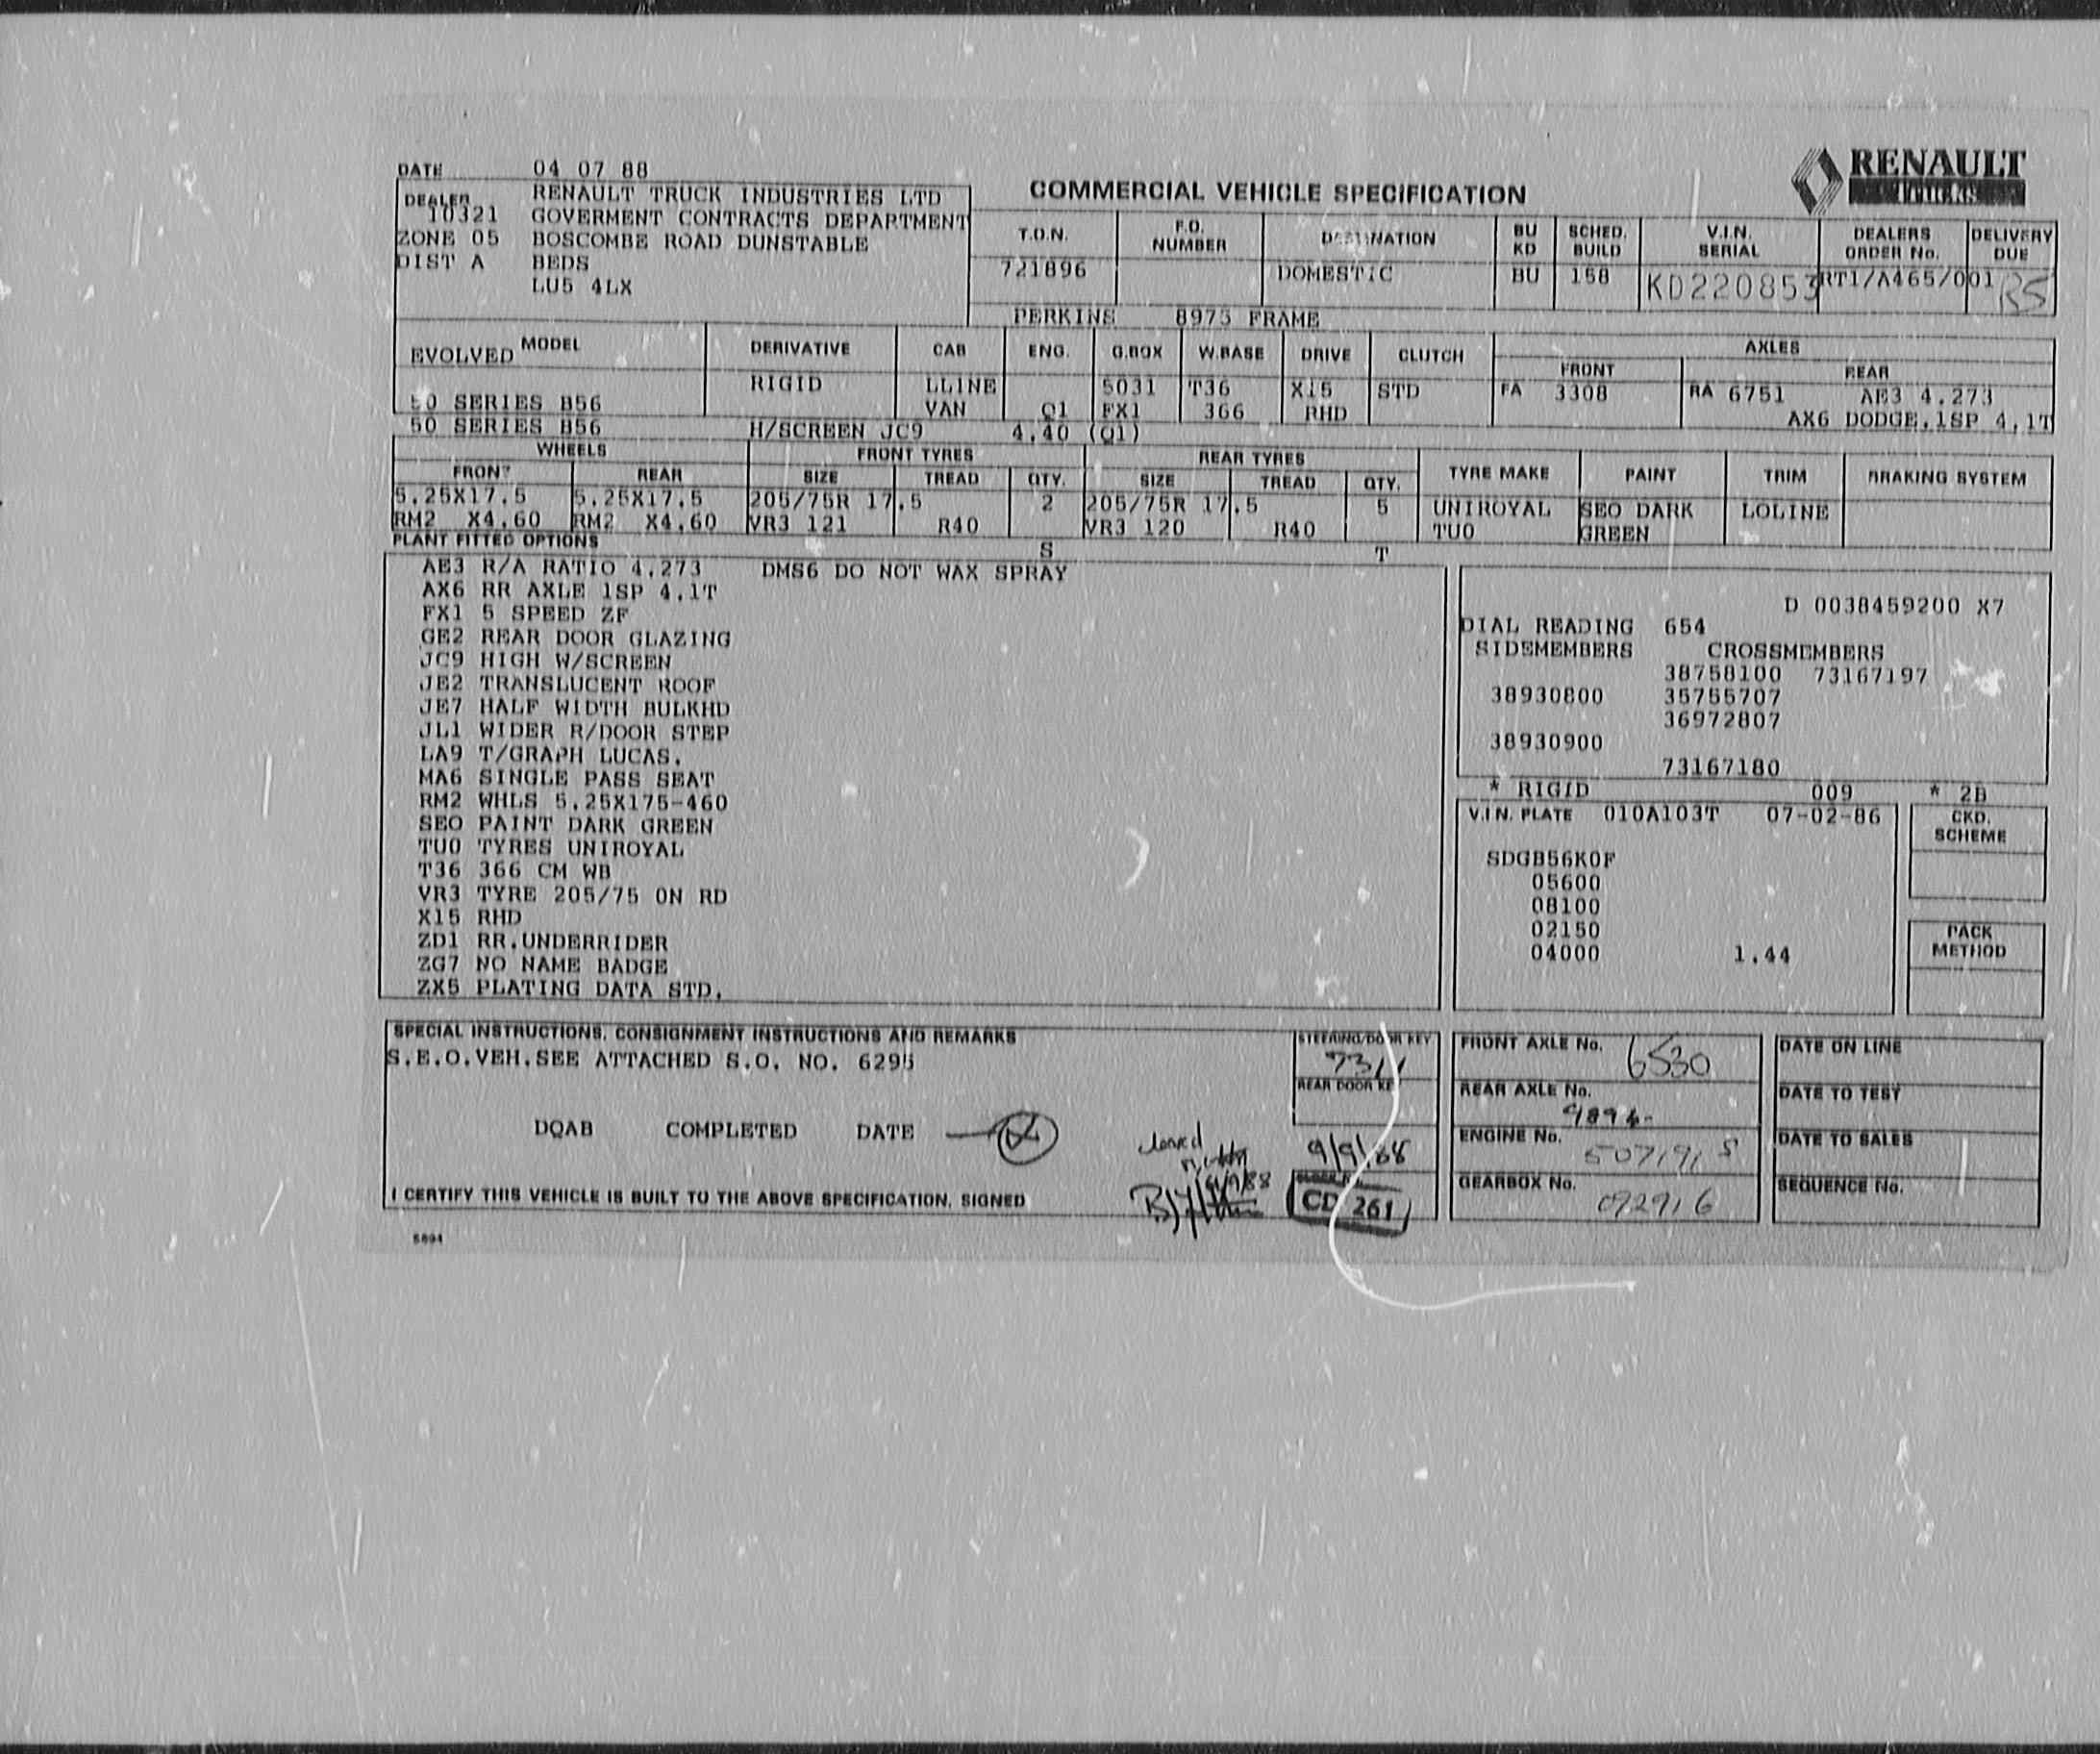 DATE 04 07 88
RENAULT
TRUCKS
DEALER RENAULT TRUCK INDUSTRIES LTD
COMMERCIAL VEHICLE SPECIFICATION
10321 GOVERMENT CONTRACTS DEPARTMENT
ZONE 05 BOSCOMBE ROAD DUNSTABLE
DIST A BEDS
LU5 4LX
T.O.N. F.O. NUMBER DESTINATION BU KD SCHED. BUILD V.I.N. SERIAL DEALERS ORDER No. DELIVERY DUE
721896 DOMESTIC BU 158 KD220853 RT1/A465/001 R5
PERKINS 8975 FRAME
EVOLVED MODEL DERIVATIVE CAB ENG. G.BOX W.BASE DRIVE CLUTCH AXLES
FRONT REAR
RIGID LLINE 5031 T36 X15 STD FA 3308 RA 6751 AE3 4.273
50 SERIES B56 VAN Q1 FX1 366 RHD AX6 DODGE.1SP 4.1T
50 SERIES B56 H/SCREEN JC9 4.40 (Q1)
WHEELS FRONT TYRES REAR TYRES TYRE MAKE PAINT TRIM BRAKING SYSTEM
FRONT REAR SIZE TREAD QTY. SIZE TREAD QTY.
5.25X17.5 5.25X17.5 205/75R 17.5 2 205/75R 17.5 5 UNIROYAL SEO DARK LOLINE
RM2 X4.60 RM2 X4.60 VR3 121 R40 VR3 120 R40 TU0 GREEN
PLANT FITTED OPTIONS S T
AE3 R/A RATIO 4.273 DMS6 DO NOT WAX SPRAY
AX6 RR AXLE 1SP 4.1T
FX1 5 SPEED ZF
GE2 REAR DOOR GLAZING
JC9 HIGH W/SCREEN
JE2 TRANSLUCENT ROOF
JE7 HALF WIDTH BULKHD
JL1 WIDER R/DOOR STEP
LA9 T/GRAPH LUCAS.
MA6 SINGLE PASS SEAT
RM2 WHLS 5.25X175-460
SEO PAINT DARK GREEN
TU0 TYRES UNIROYAL
T36 366 CM WB
VR3 TYRE 205/75 ON RD
X15 RHD
ZD1 RR.UNDERRIDER
ZG7 NO NAME BADGE
ZX5 PLATING DATA STD.
D 0038459200 X7
DIAL READING 654
SIDEMEMBERS CROSSMEMBERS
38758100 73167197
38930800 35755707
36972807
38930900
73167180
* RIGID 009 * 2B
V.I.N. PLATE 010A103T 07-02-86
CKD. SCHEME
SDGB56K0F
05600
08100
02150
04000 1.44
PACK METHOD
SPECIAL INSTRUCTIONS, CONSIGNMENT INSTRUCTIONS AND REMARKS
S.E.O.VEH.SEE ATTACHED S.O. NO. 6295
DQAB COMPLETED DATE
I CERTIFY THIS VEHICLE IS BUILT TO THE ABOVE SPECIFICATION. SIGNED
STEERING/DOOR KEY
REAR DOOR KEY
9/9/88
CD 261
FRONT AXLE No. 6530
REAR AXLE No.
ENGINE No.
GEARBOX No. 092916
DATE ON LINE
DATE TO TEST
DATE TO SALES
SEQUENCE No.
5894